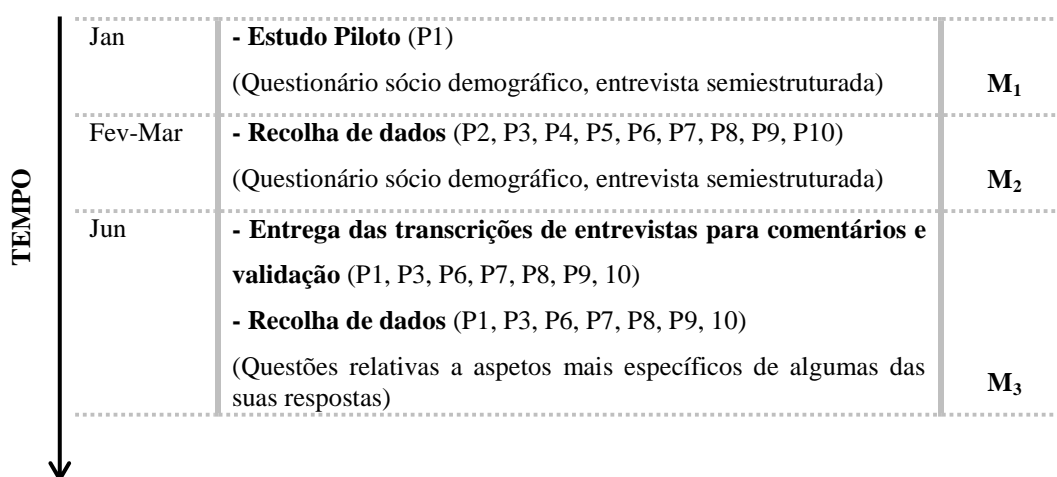 TEMPO
Jan
- Estudo Piloto (P1)
(Questionário sócio demográfico, entrevista semiestruturada)
M1
Fev-Mar
- Recolha de dados (P2, P3, P4, P5, P6, P7, P8, P9, P10)
(Questionário sócio demográfico, entrevista semiestruturada)
M2
Jun
- Entrega das transcrições de entrevistas para comentários e
validação (P1, P3, P6, P7, P8, P9, 10)
- Recolha de dados (P1, P3, P6, P7, P8, P9, 10)
(Questões relativas a aspetos mais específicos de algumas das
suas respostas)
M3